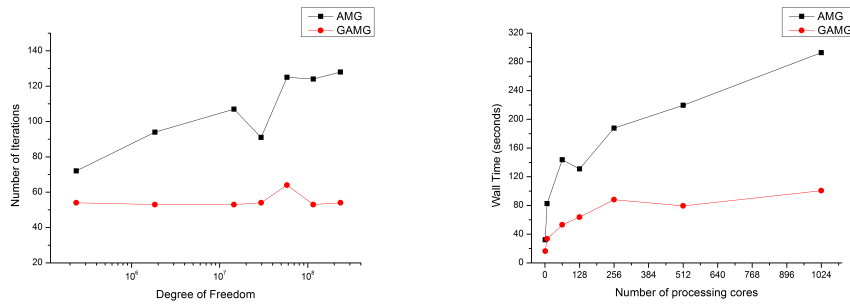 AMG
GAMG
140
120
100
80
60
40
20
Number of Iterations
10^6
10^7
10^8
Degree of Freedom
AMG
GAMG
320
280
240
200
160
120
80
40
0
Wall Time (seconds)
0 128 256 384 512 640 768 896 1024
Number of processing cores